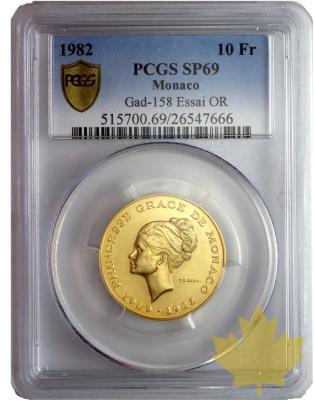 1982 10 Fr
PCGS PCGS SP69
Monaco
Gad-158 Essai OR
515700.69/26547666
PRINCESSE GRACE DE MONACO
1929 · 1982